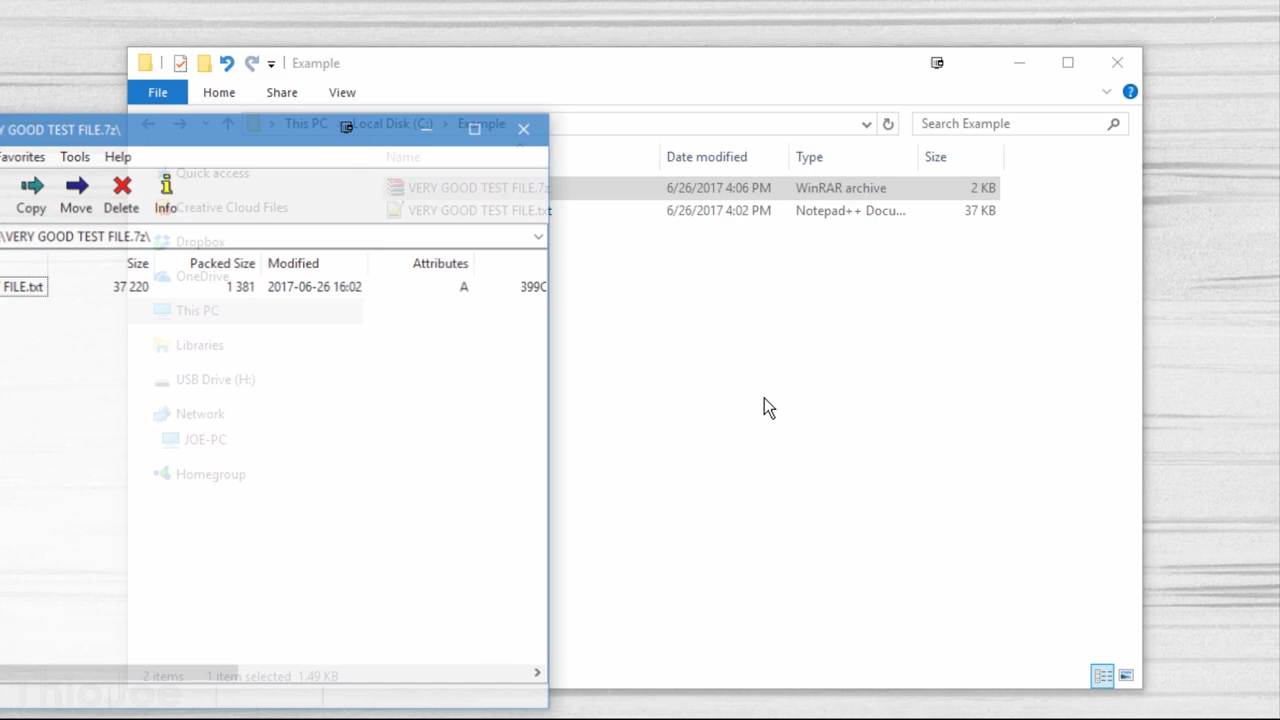 Example
File Home Share View
Y GOOD TEST FILE.7z\
This PC Local Disk (C:) Example
Search Example
Favorites Tools Help
Name Date modified Type Size
Quick access
VERY GOOD TEST FILE.7z 6/26/2017 4:06 PM WinRAR archive 2 KB
Copy Move Delete Info
Creative Cloud Files
VERY GOOD TEST FILE.txt 6/26/2017 4:02 PM Notepad++ Docu... 37 KB
\VERY GOOD TEST FILE.7z\
Dropbox
Size Packed Size Modified Attributes
OneDrive
FILE.txt 37 220 1 381 2017-06-26 16:02 A 399C
This PC
Libraries
USB Drive (H:)
Network
JOE-PC
Homegroup
2 items 1 item selected 1.49 KB
ThioJoe